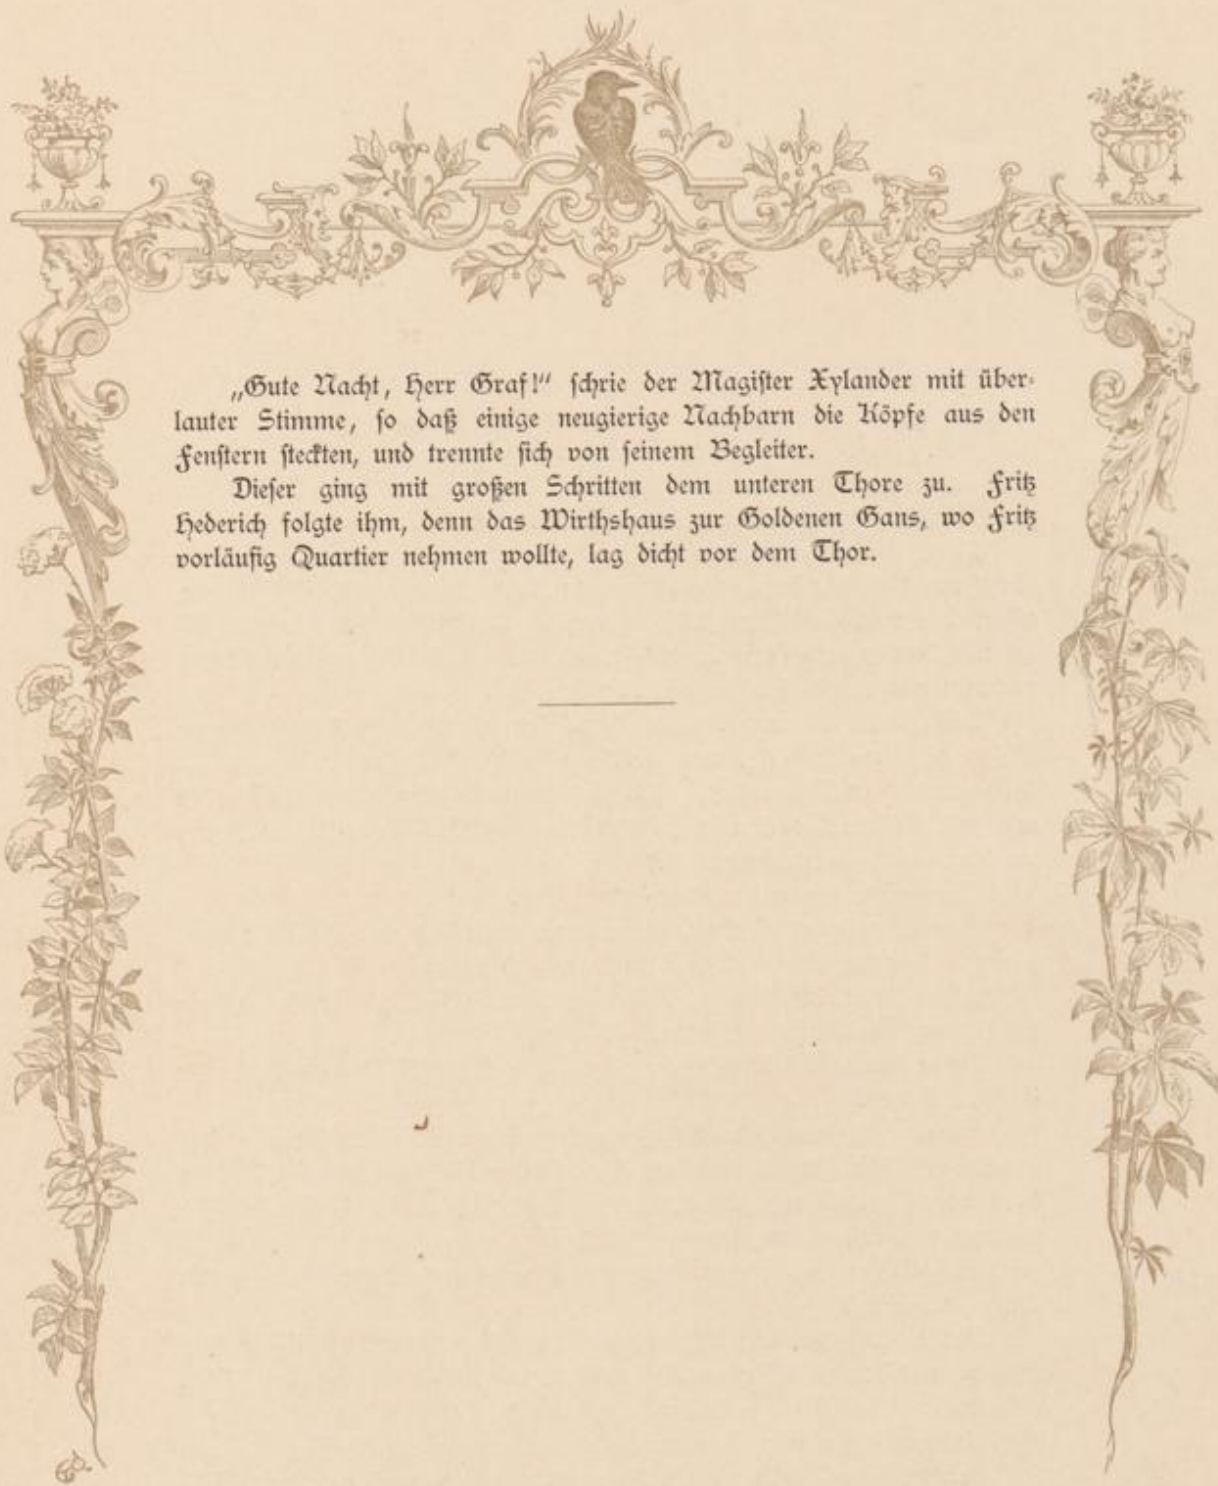 „Gute Nacht, Herr Graf!“ schrie der Magister Xylander mit über-
lauter Stimme, so daß einige neugierige Nachbarn die Köpfe aus den
Fenstern steckten, und trennte sich von seinem Begleiter.
Dieser ging mit großen Schritten dem unteren Thore zu. Fritz
Hederich folgte ihm, denn das Wirthshaus zur Goldenen Gans, wo Fritz
vorläufig Quartier nehmen wollte, lag dicht vor dem Thor.